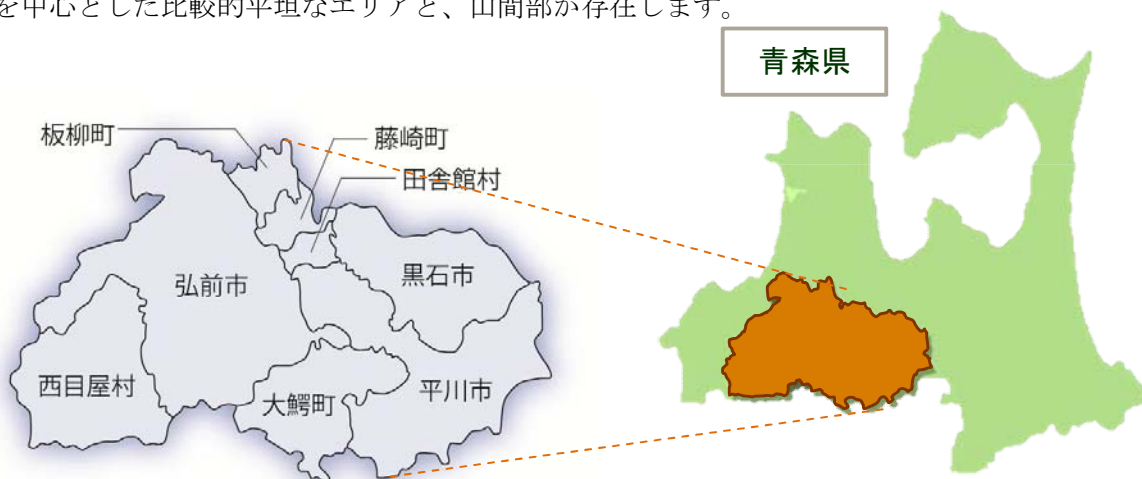 を中心とした比較的平坦なエリアと、山間部が存在します。
青森県
板柳町
藤崎町
田舎館村
黒石市
弘前市
西目屋村
大鰐町
平川市